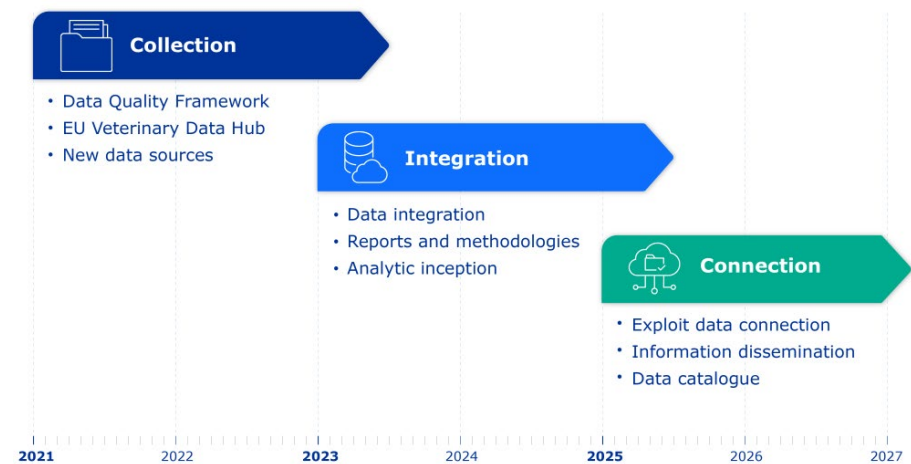 Collection
• Data Quality Framework
• EU Veterinary Data Hub
• New data sources
Integration
• Data integration
• Reports and methodologies
• Analytic inception
Connection
• Exploit data connection
• Information dissemination
• Data catalogue
2021 2022 2023 2024 2025 2026 2027